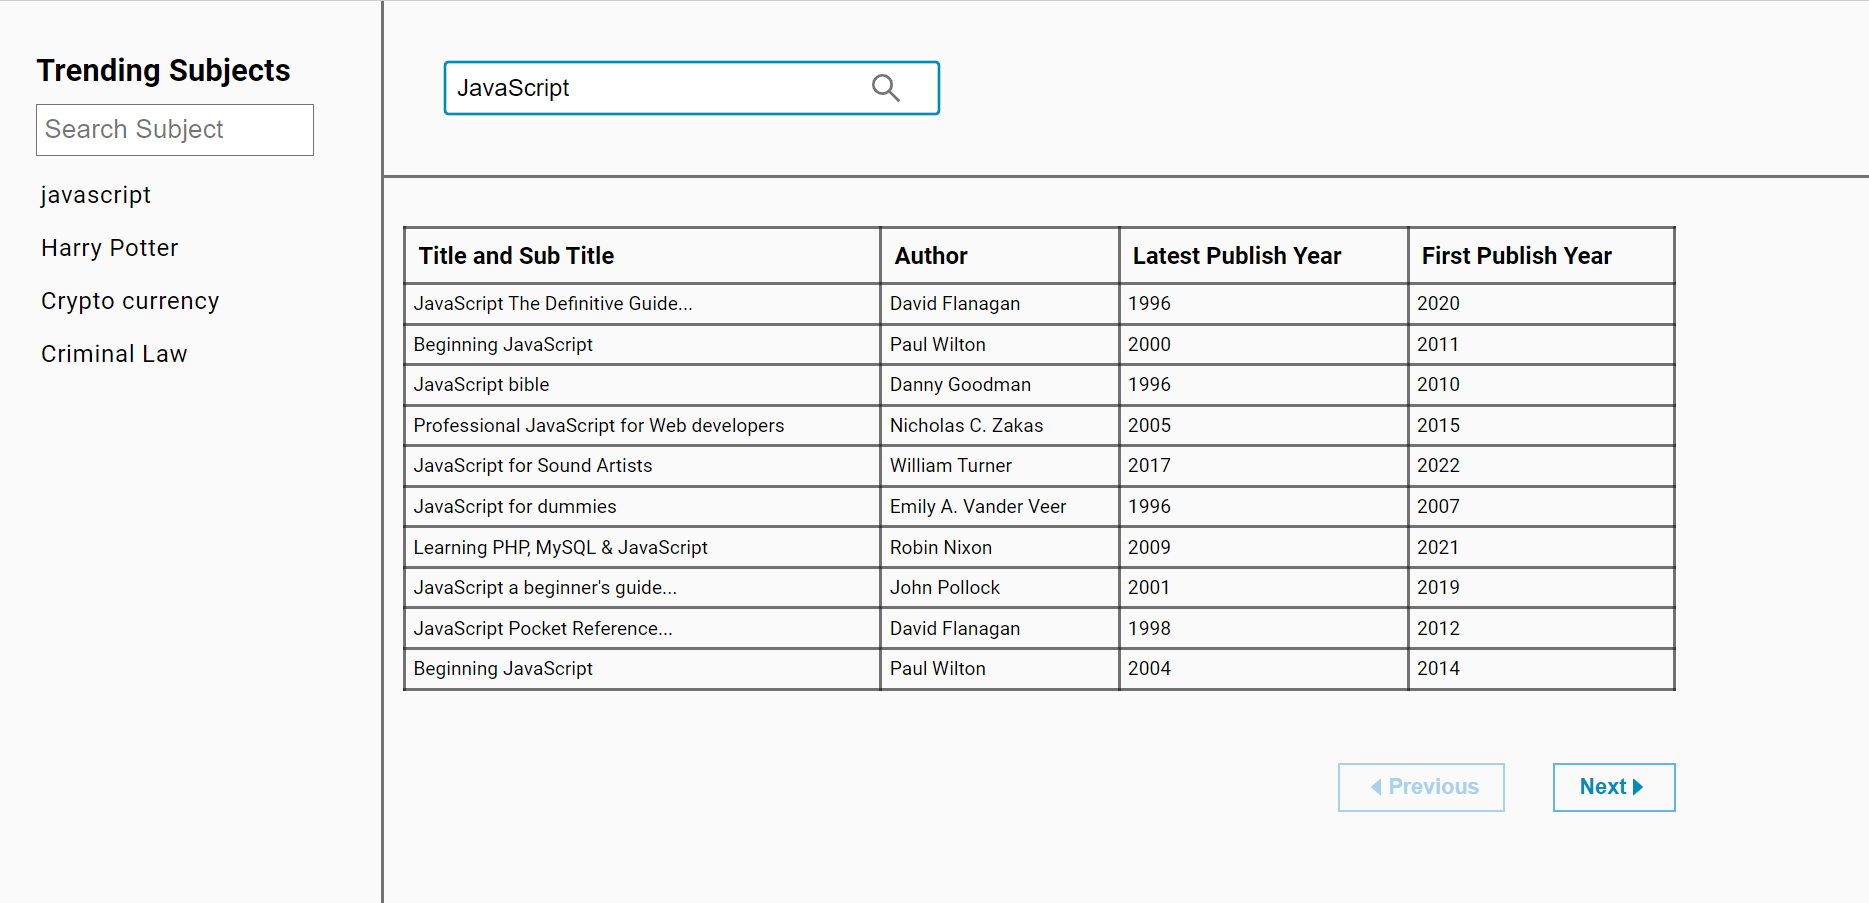 Trending Subjects
Search Subject
javascript
Harry Potter
Crypto currency
Criminal Law
JavaScript
Title and Sub Title Author Latest Publish Year First Publish Year
JavaScript The Definitive Guide... David Flanagan 1996 2020
Beginning JavaScript Paul Wilton 2000 2011
JavaScript bible Danny Goodman 1996 2010
Professional JavaScript for Web developers Nicholas C. Zakas 2005 2015
JavaScript for Sound Artists William Turner 2017 2022
JavaScript for dummies Emily A. Vander Veer 1996 2007
Learning PHP, MySQL & JavaScript Robin Nixon 2009 2021
JavaScript a beginner's guide... John Pollock 2001 2019
JavaScript Pocket Reference... David Flanagan 1998 2012
Beginning JavaScript Paul Wilton 2004 2014
Previous Next